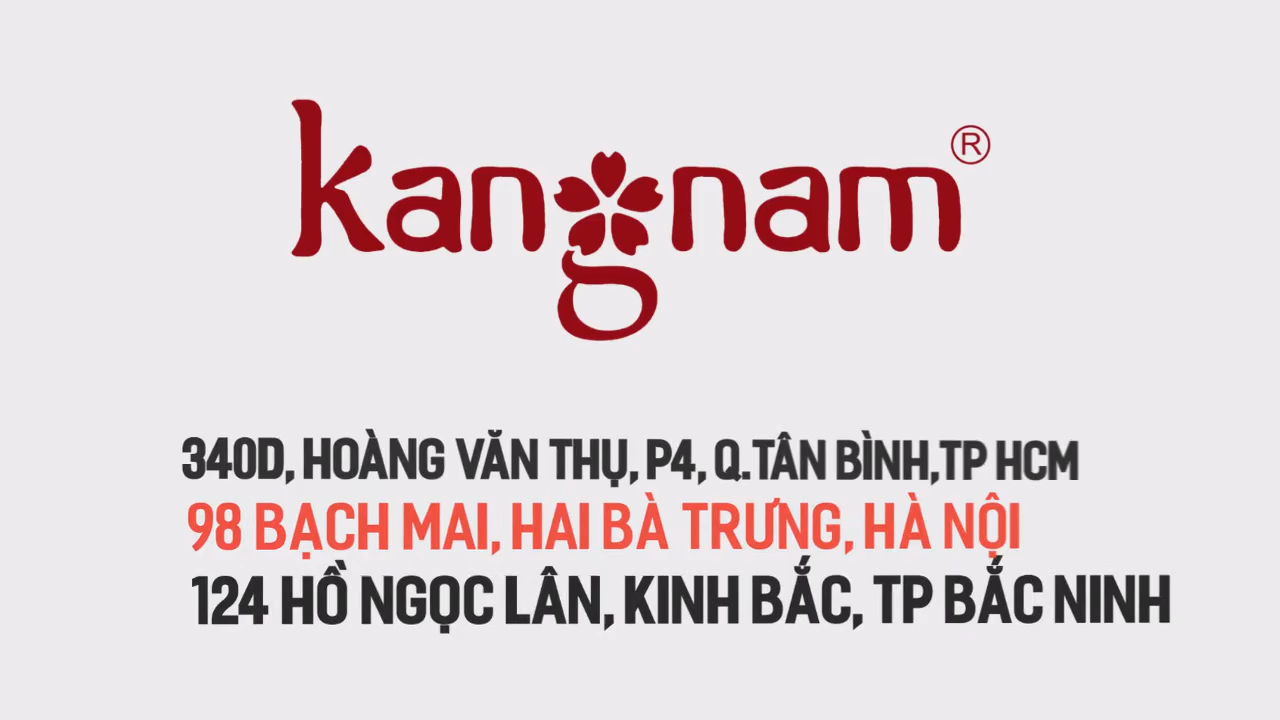 kangnam®
340D, HOÀNG VĂN THỤ, P4, Q.TÂN BÌNH,TP HCM
98 BẠCH MAI, HAI BÀ TRƯNG, HÀ NỘI
124 HỒ NGỌC LÂN, KINH BẮC, TP BẮC NINH